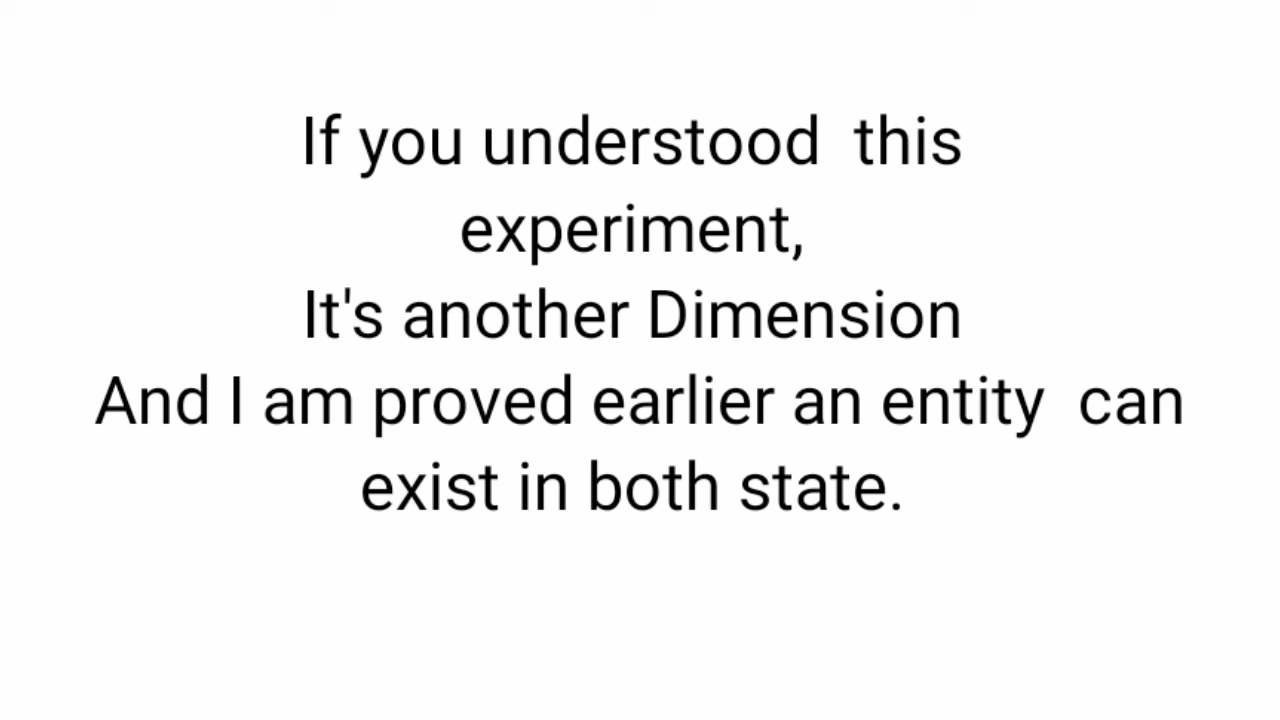 If you understood  this
experiment,
It's another Dimension
And I am proved earlier an entity  can
exist in both state.